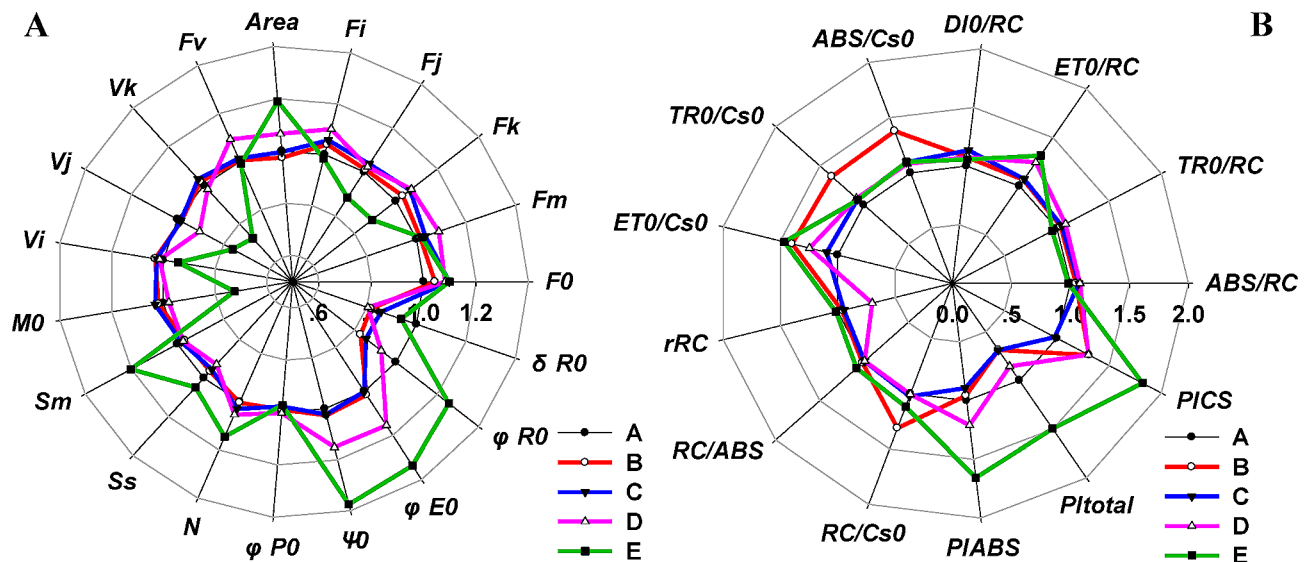 A
Area
Fv
Fi
Fj
Vk
Fk
Vj
Fm
Vi
F0
.6
1.0
1.2
M0
δ R0
Sm
φ R0
Ss
φ E0
N
φ P0
Ψ0
A
B
C
D
E
B
DI0/RC
ABS/Cs0
ET0/RC
TR0/Cs0
TR0/RC
ET0/Cs0
ABS/RC
0.0
0.5
1.0
1.5
2.0
rRC
PICS
RC/ABS
PItotal
RC/Cs0
PIABS
A
B
C
D
E